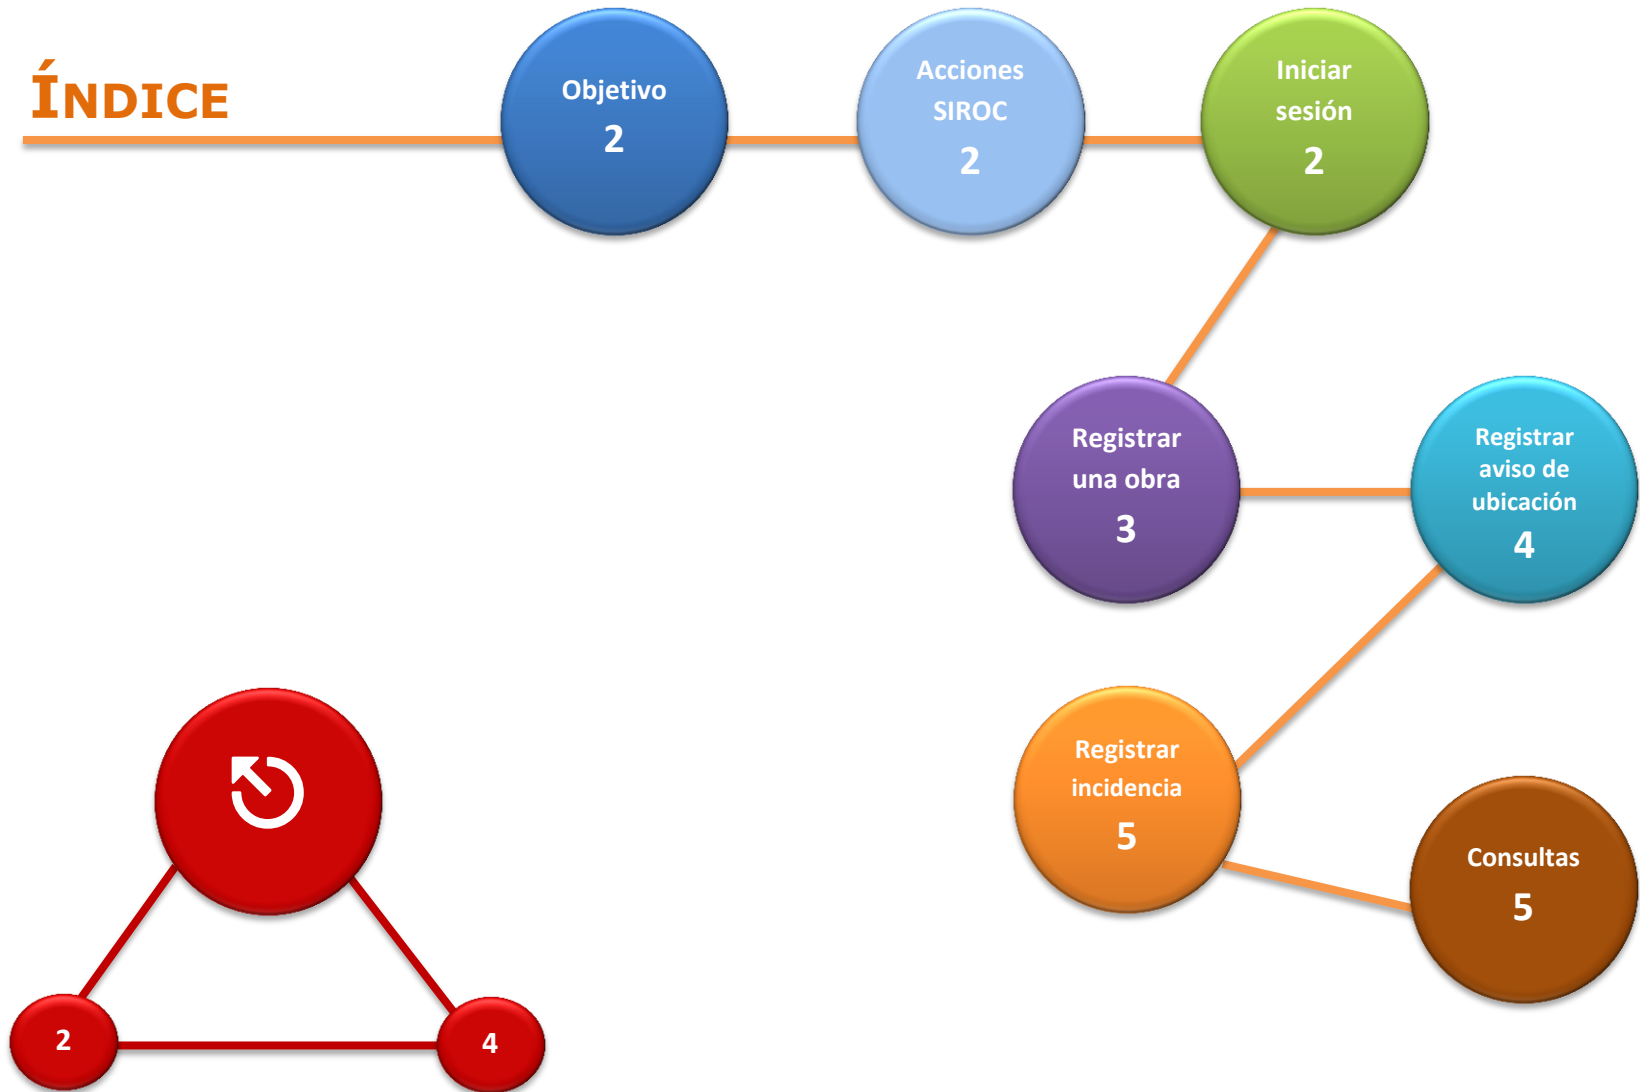 ÍNDICE
Objetivo
2
Acciones
SIROC
2
Iniciar
sesión
2
Registrar
una obra
3
Registrar
aviso de
ubicación
4
Registrar
incidencia
5
Consultas
5
2
4